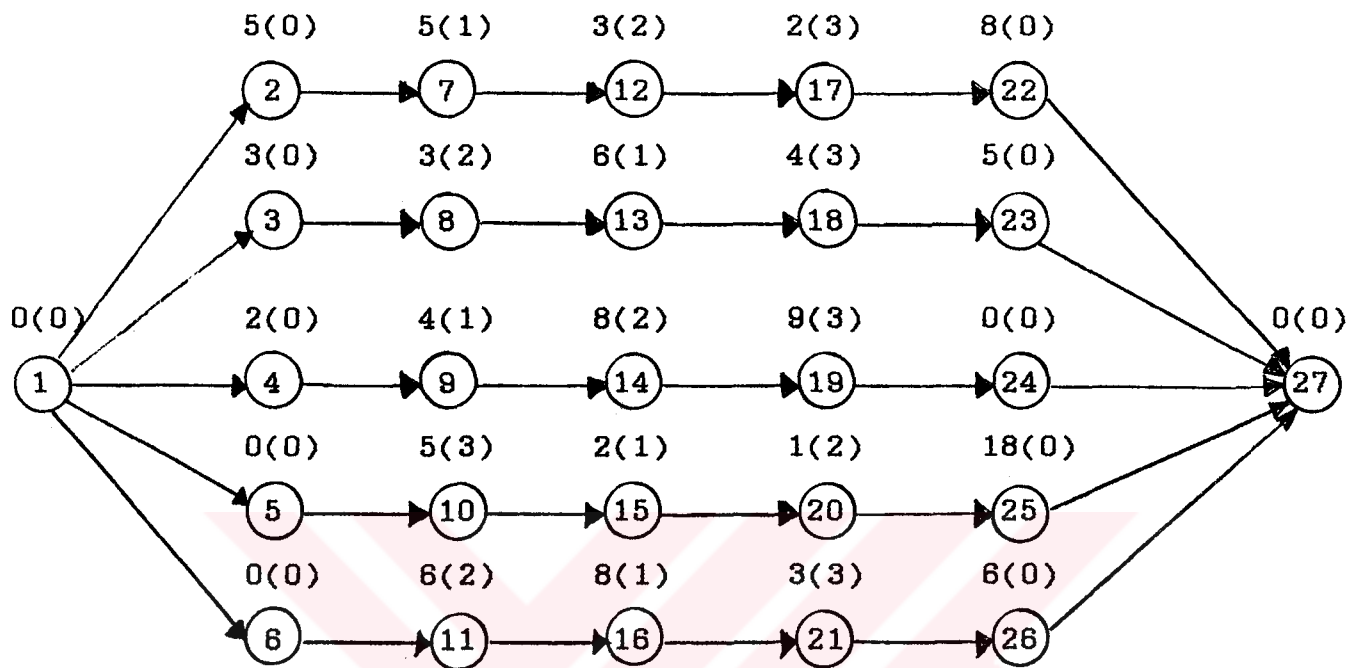 5(0) 5(1) 3(2) 2(3) 8(0)
2 7 12 17 22
3(0) 3(2) 6(1) 4(3) 5(0)
3 8 13 18 23
0(0) 2(0) 4(1) 8(2) 9(3) 0(0) 0(0)
1 4 9 14 19 24 27
0(0) 5(3) 2(1) 1(2) 18(0)
5 10 15 20 25
0(0) 6(2) 8(1) 3(3) 6(0)
6 11 16 21 26